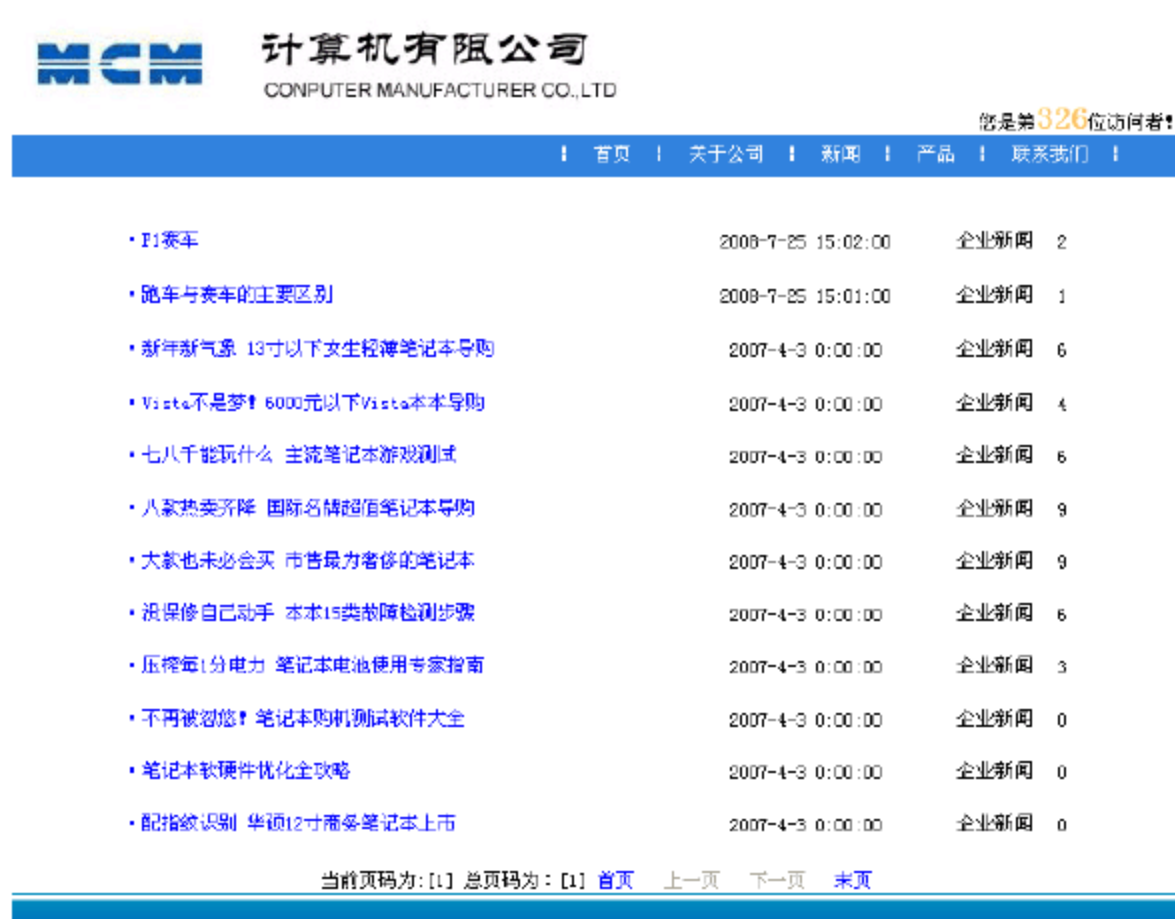 MCM 计算机有限公司
CONPUTER MANUFACTURER CO.,LTD
您是第326位访问者!
| 首页 | 关于公司 | 新闻 | 产品 | 联系我们 |
·F1赛车 2008-7-25 15:02:00 企业新闻 2
·跑车与赛车的主要区别 2008-7-25 15:01:00 企业新闻 1
·新年新气象 13寸以下女生轻薄笔记本导购 2007-4-3 0:00:00 企业新闻 6
·Vista不是梦! 6000元以下Vista本本导购 2007-4-3 0:00:00 企业新闻 4
·七八千能玩什么 主流笔记本游戏测试 2007-4-3 0:00:00 企业新闻 6
·八款热卖齐降 国际名牌超值笔记本导购 2007-4-3 0:00:00 企业新闻 9
·大款也未必会买 市售最为奢侈的笔记本 2007-4-3 0:00:00 企业新闻 9
·没保修自己动手 本本15类故障检测步骤 2007-4-3 0:00:00 企业新闻 6
·压榨每1分电力 笔记本电池使用专家指南 2007-4-3 0:00:00 企业新闻 3
·不再被忽悠! 笔记本购机测试软件大全 2007-4-3 0:00:00 企业新闻 0
·笔记本软硬件优化全攻略 2007-4-3 0:00:00 企业新闻 0
·配指纹识别 华硕12寸商务笔记本上市 2007-4-3 0:00:00 企业新闻 0
当前页码为:[1] 总页码为:[1] 首页 上一页 下一页 末页